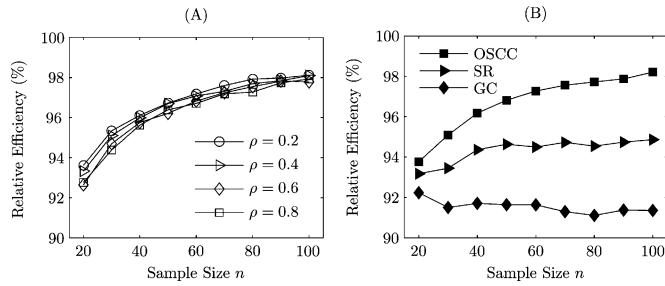 (A)
Relative Efficiency (%)
100
98
96
94
92
90
ρ = 0.2
ρ = 0.4
ρ = 0.6
ρ = 0.8
20 40 60 80 100
Sample Size n
(B)
Relative Efficiency (%)
100
98
96
94
92
90
OSCC
SR
GC
20 40 60 80 100
Sample Size n